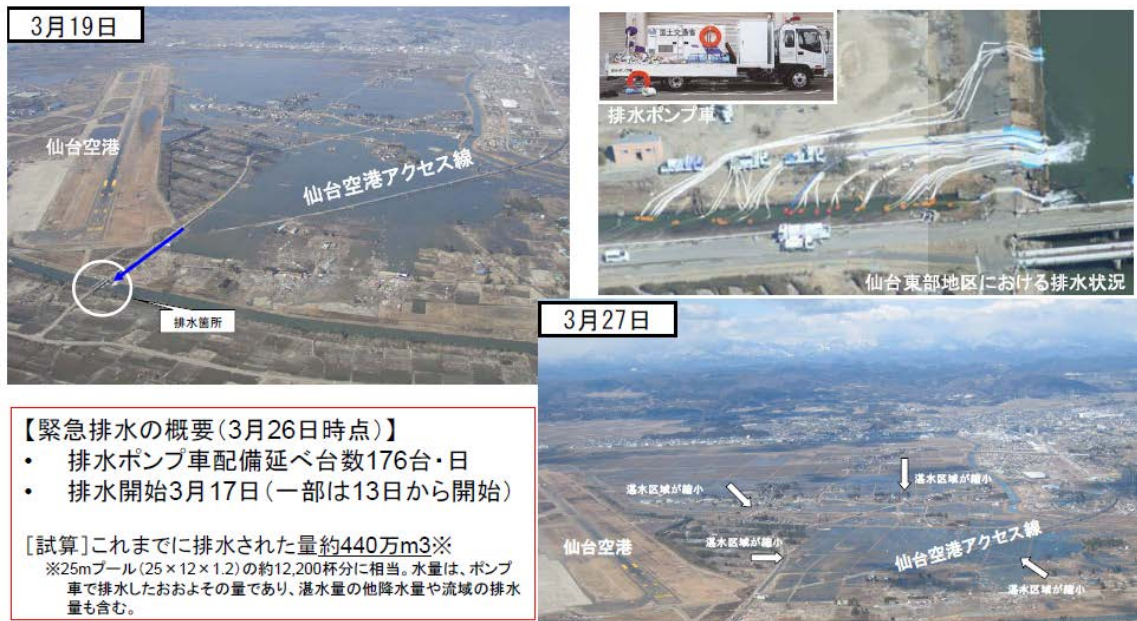 3月19日
仙台空港
仙台空港アクセス線
排水箇所
国土交通省
排水ポンプ車
仙台東部地区における排水状況
3月27日
湛水区域が縮小
湛水区域が縮小
湛水区域が縮小
仙台空港
仙台空港アクセス線
湛水区域が縮小
【緊急排水の概要(3月26日時点)】
• 排水ポンプ車配備延べ台数176台・日
• 排水開始3月17日(一部は13日から開始)
[試算]これまでに排水された量約440万m3※
※25mプール(25×12×1.2)の約12,200杯分に相当。水量は、ポンプ
車で排水したおおよその量であり、湛水量の他降水量や流域の排水
量も含む。